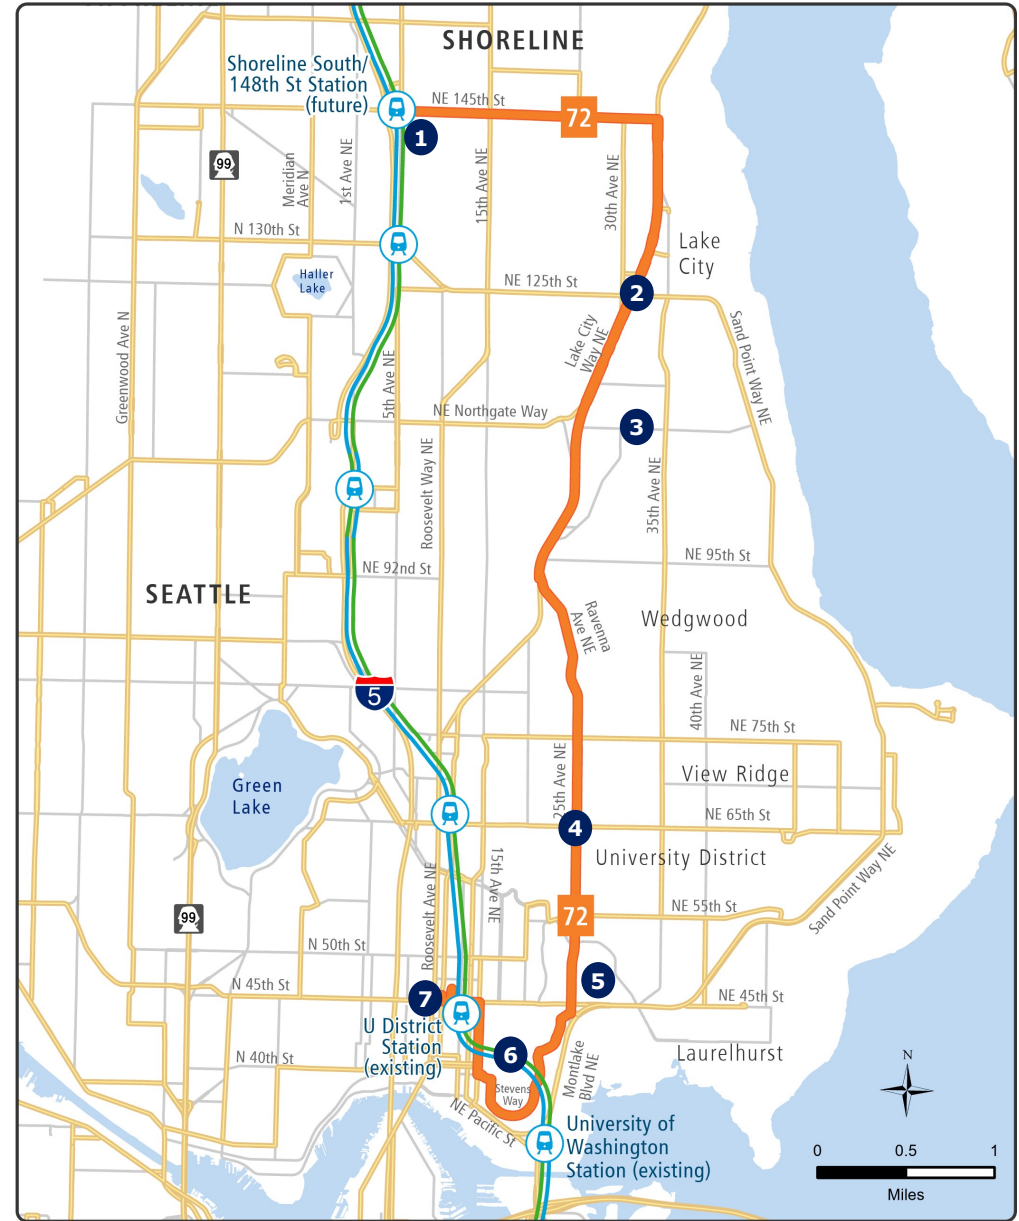 SHORELINE
Shoreline South/
148th St Station
(future)
NE 145th St
72
1
99
Meridian
Ave N
1st Ave NE
15th Ave NE
30th Ave NE
N 130th St
Lake
City
Haller
Lake
NE 125th St
2
Greenwood Ave N
5th Ave NE
Lake City
Way NE
Sand Point Way NE
NE Northgate Way
3
Roosevelt Way NE
35th Ave NE
NE 95th St
NE 92nd St
SEATTLE
Ravenna
Ave NE
Wedgwood
5
40th Ave NE
NE 75th St
25th Ave NE
View Ridge
Green
Lake
NE 65th St
4
University District
Roosevelt Ave NE
15th Ave NE
Sand Point Way NE
NE 55th St
72
99
N 50th St
5
N 45th St
7
NE 45th St
U District
Station
(existing)
6
Laurelhurst
N 40th St
Montlake
Blvd NE
Stevens
Way
N
NE Pacific St
University of
Washington
Station (existing)
0 0.5 1
Miles